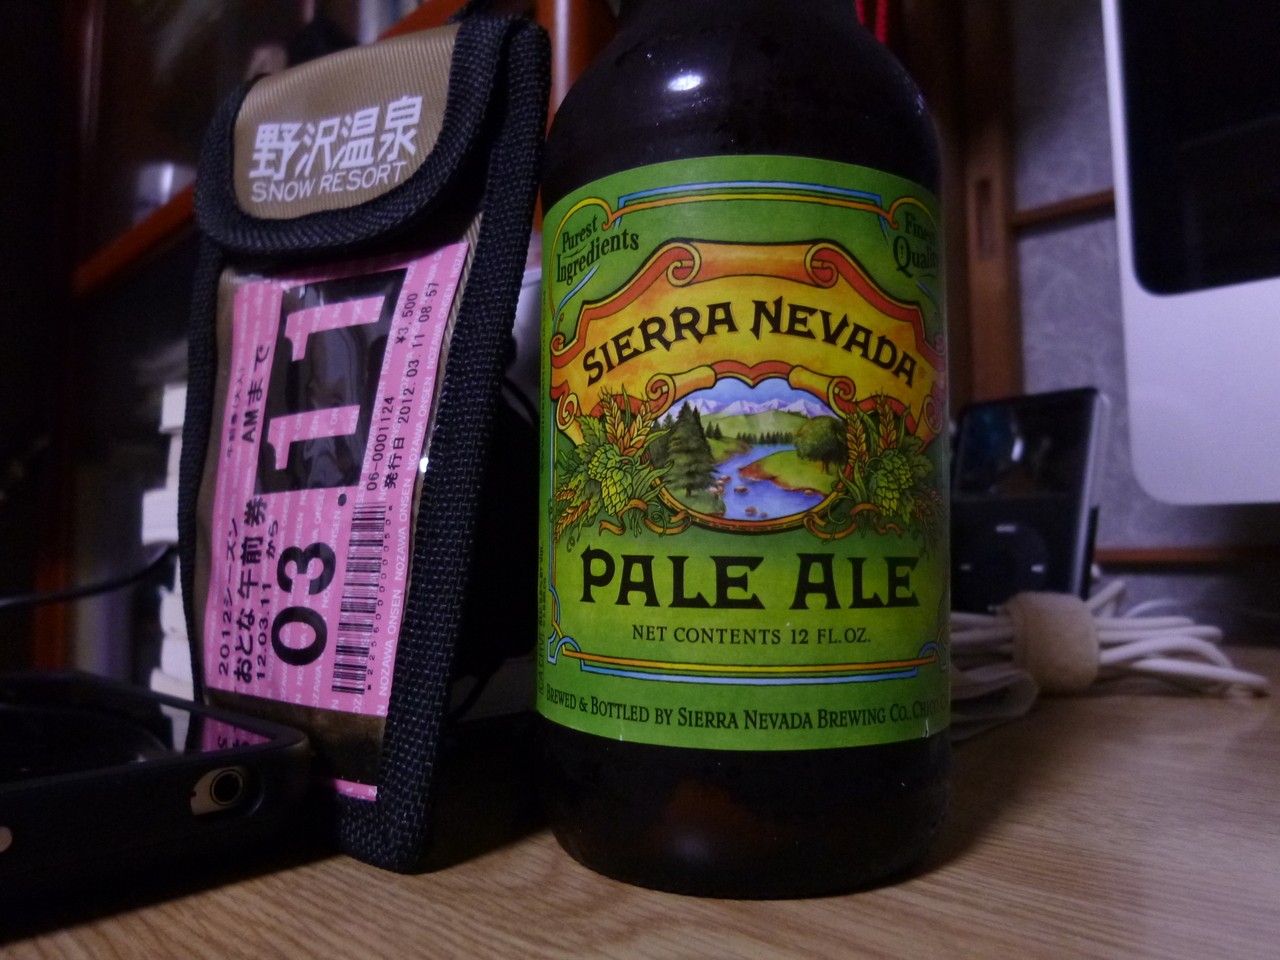 野沢温泉
SNOW RESORT
2012シーズン
おとな午前券
12.03.11 から
AMまで
03.11
06-0001124
¥3,500
発行日 2012.03.11 08:57
NOZAWA ONSEN
Purest
Ingredients
SIERRA NEVADA
PALE ALE
NET CONTENTS 12 FL.OZ.
BREWED & BOTTLED BY SIERRA NEVADA BREWING CO.,